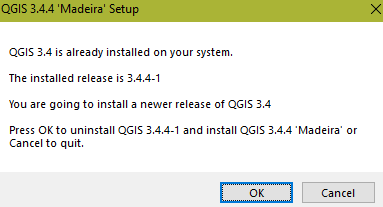 QGIS 3.4.4 'Madeira' Setup
QGIS 3.4 is already installed on your system.
The installed release is 3.4.4-1
You are going to install a newer release of QGIS 3.4
Press OK to uninstall QGIS 3.4.4-1 and install QGIS 3.4.4 'Madeira' or
Cancel to quit.
OK
Cancel